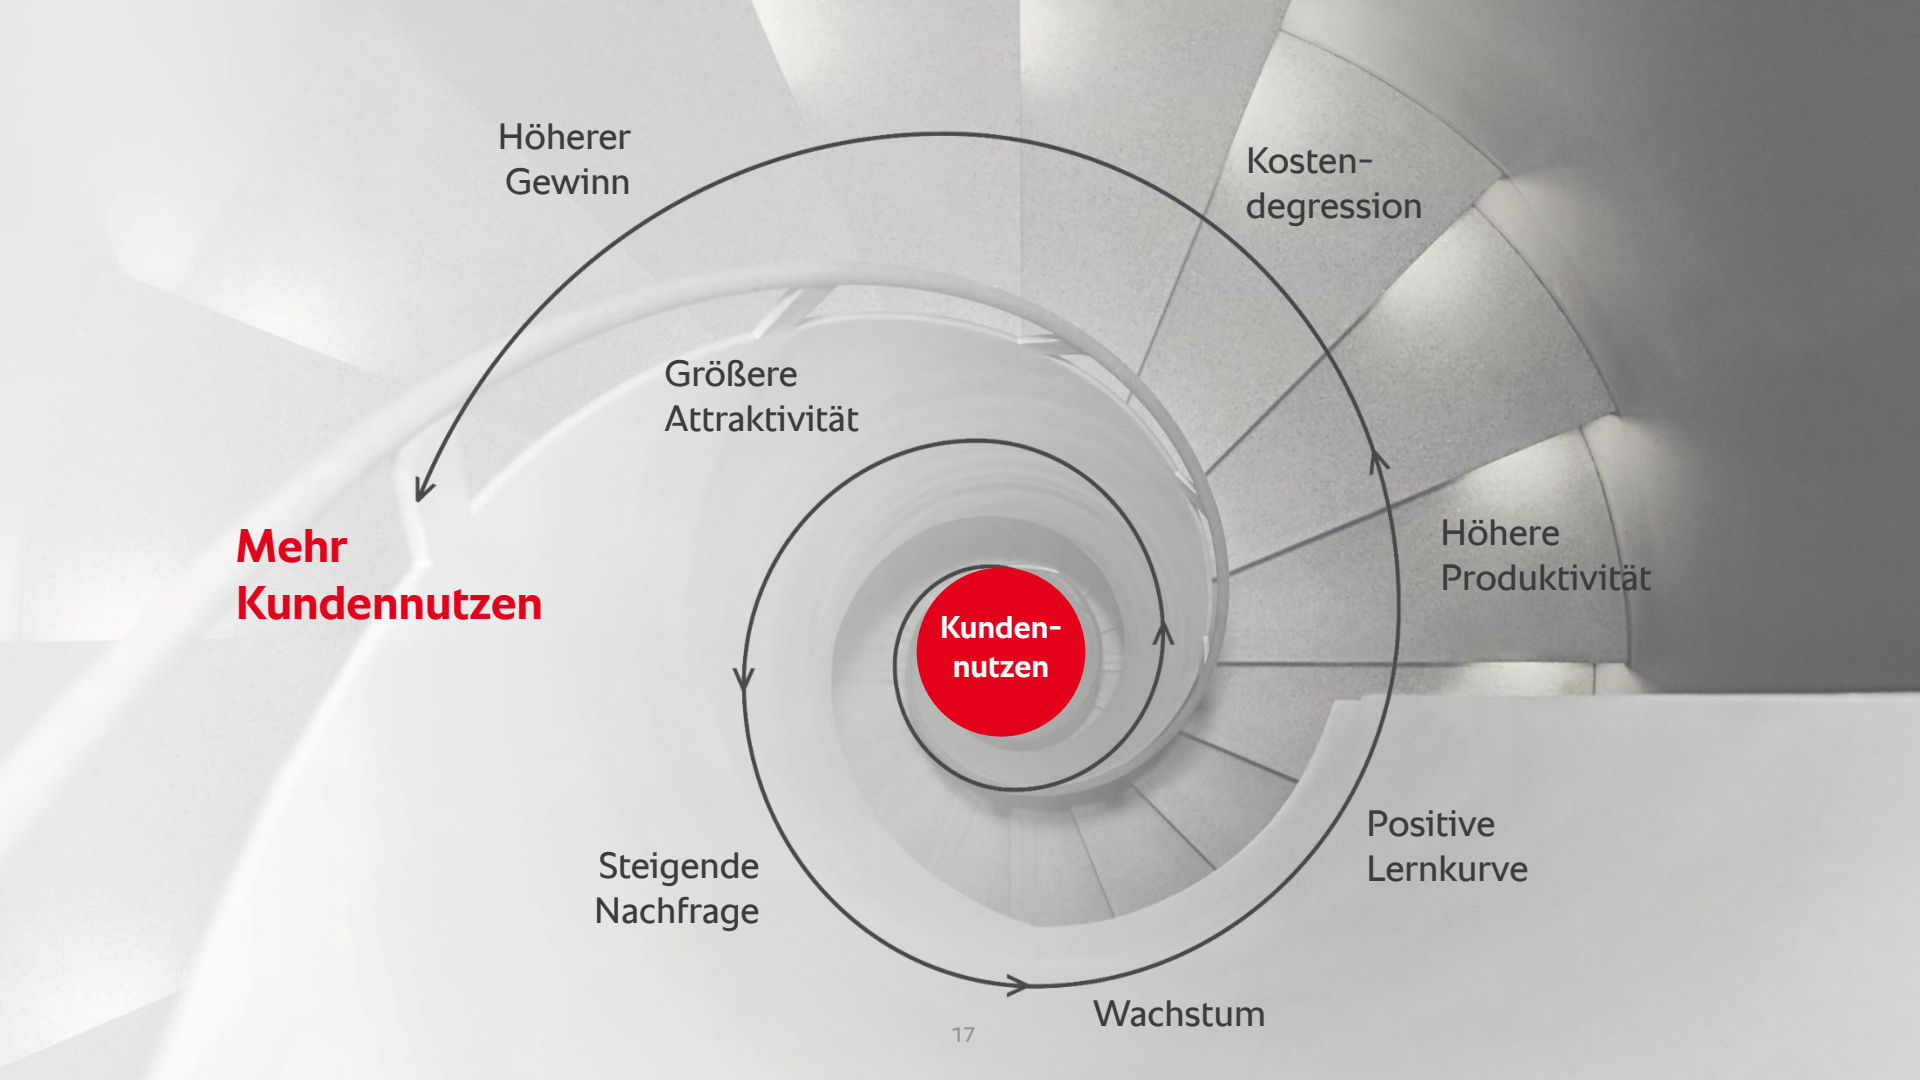 Höherer
Gewinn
Kosten-
degression
Größere
Attraktivität
Mehr
Kundennutzen
Höhere
Produktivität
Kunden-
nutzen
Positive
Lernkurve
Steigende
Nachfrage
Wachstum
17